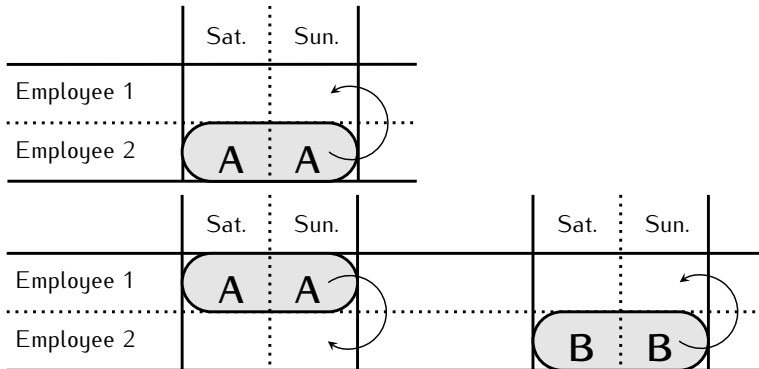 Sat. Sun.
Employee 1
Employee 2 A A
Sat. Sun. Sat. Sun.
Employee 1 A A
Employee 2 B B